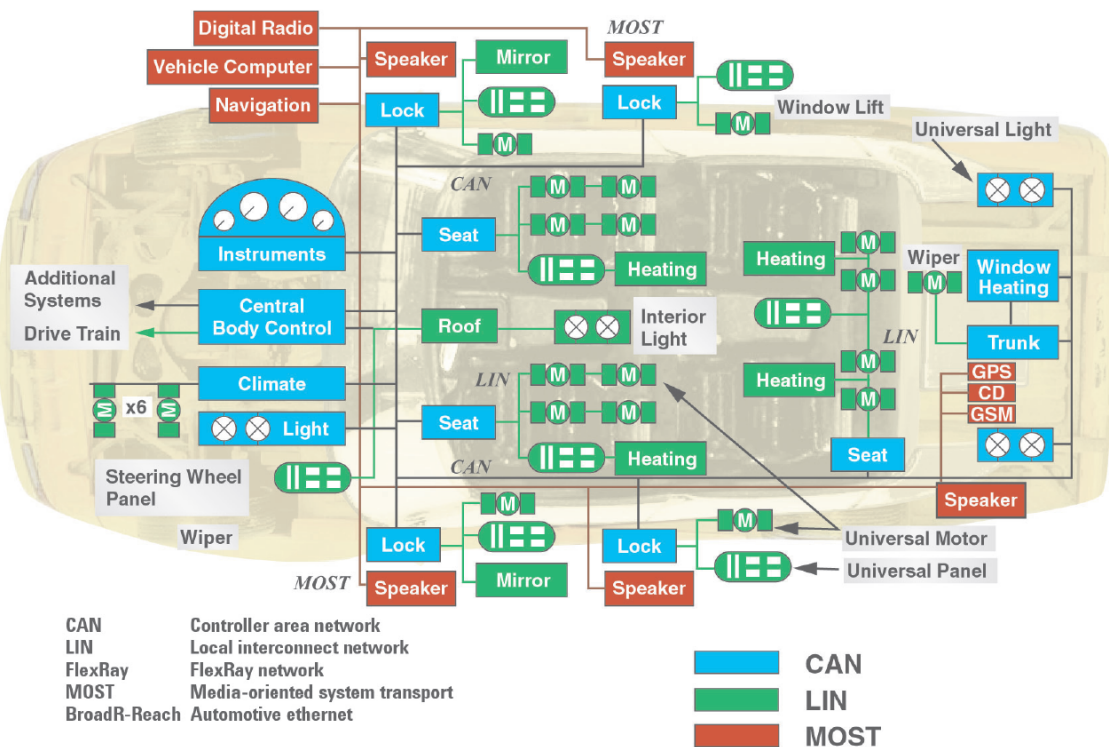 Digital Radio
MOST
Speaker
Mirror
Speaker
Vehicle Computer
Navigation
Lock
Lock
Window Lift
M
M
Universal Light
CAN
M
M
Instruments
Seat
M
M
Heating
Heating
M
M
Wiper
M
Window
Heating
Additional
Systems
Central
Body Control
Drive Train
Roof
Interior
Light
LIN
Trunk
Climate
LIN
M
M
Heating
M
M
GPS
CD
GSM
M
x6
M
Light
Seat
M
M
CAN
Heating
Seat
Steering Wheel
Panel
Speaker
Wiper
M
M
Lock
Lock
Universal Motor
MOST
Speaker
Mirror
Speaker
Universal Panel
CAN Controller area network
LIN Local interconnect network
FlexRay FlexRay network
MOST Media-oriented system transport
BroadR-Reach Automotive ethernet
CAN
LIN
MOST